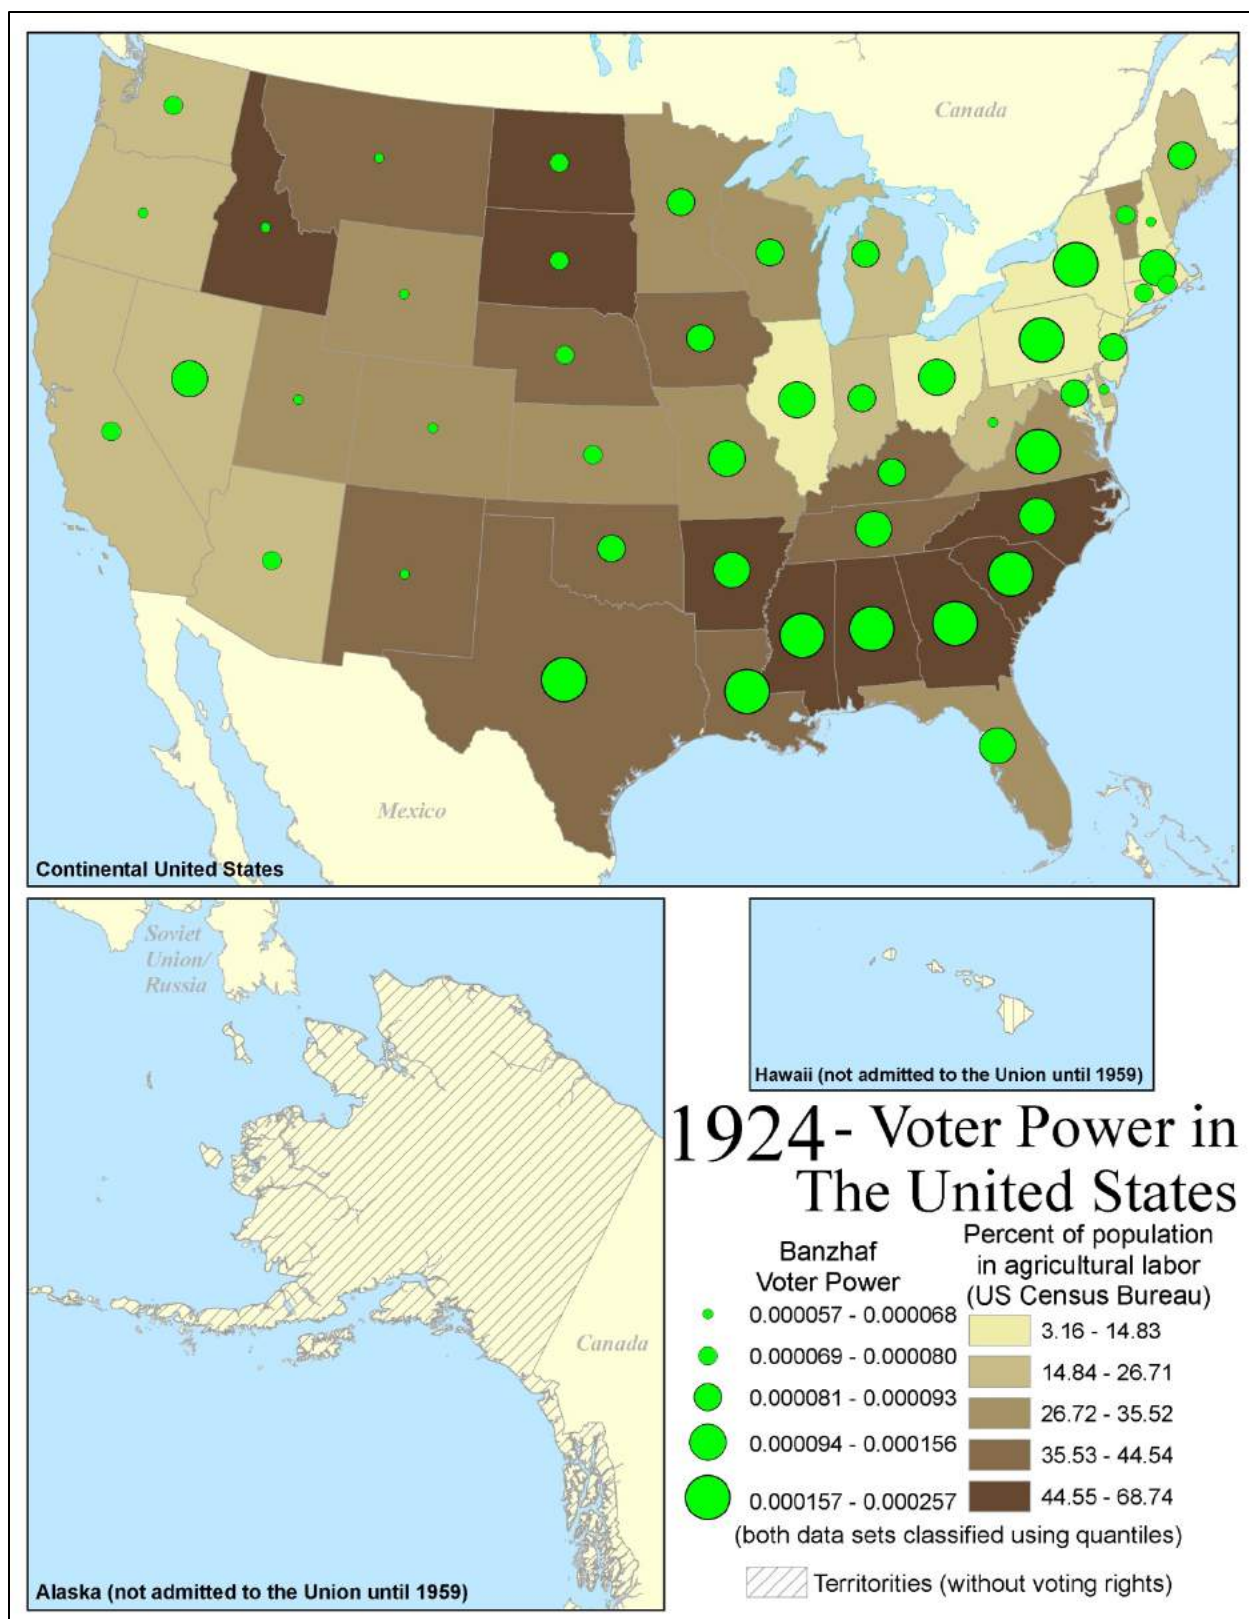 Canada
Mexico
Continental United States
Soviet
Union/
Russia
Canada
Alaska (not admitted to the Union until 1959)
Hawaii (not admitted to the Union until 1959)
1924 - Voter Power in
The United States
Banzhaf
Voter Power
0.000057 - 0.000068
0.000069 - 0.000080
0.000081 - 0.000093
0.000094 - 0.000156
0.000157 - 0.000257
Percent of population
in agricultural labor
(US Census Bureau)
3.16 - 14.83
14.84 - 26.71
26.72 - 35.52
35.53 - 44.54
44.55 - 68.74
(both data sets classified using quantiles)
Territorities (without voting rights)